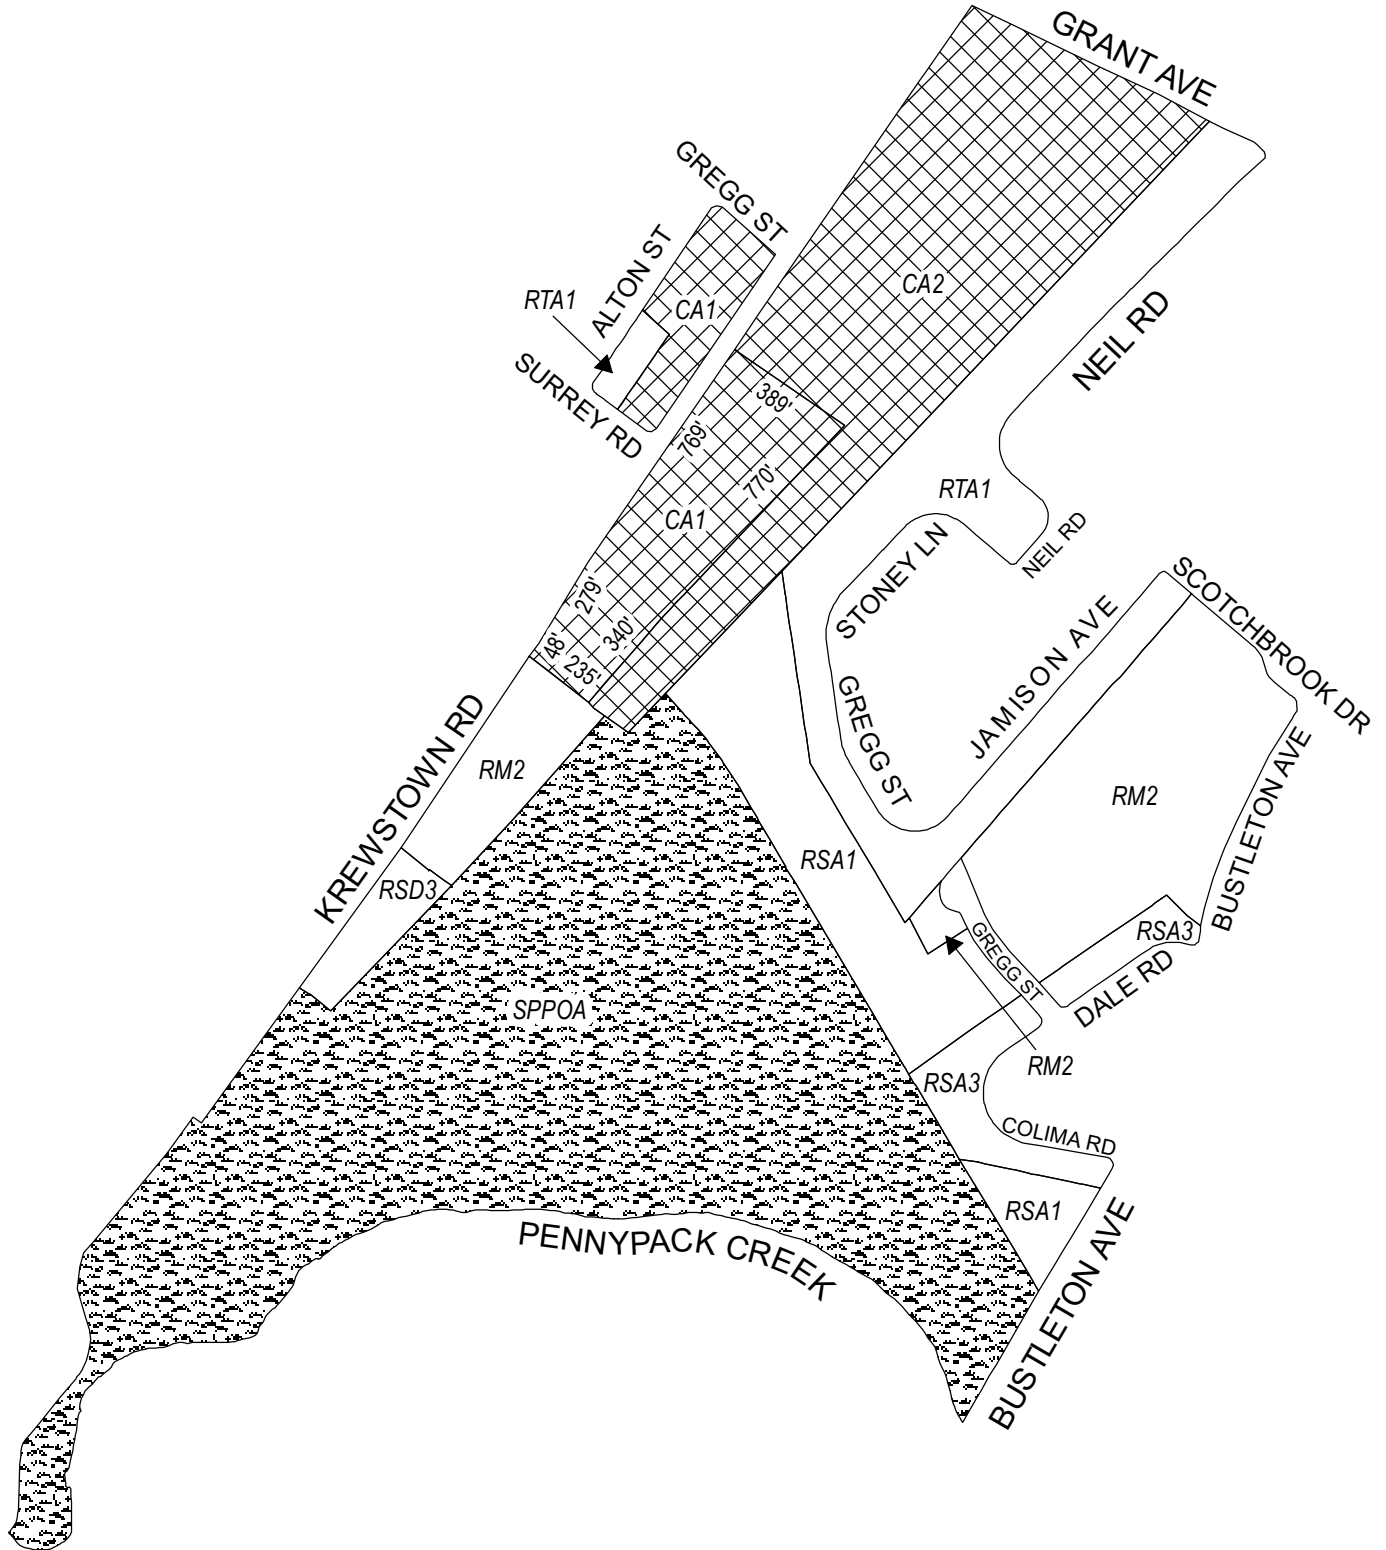 GRANT AVE
GREGG ST
ALTON ST
RTA1
CA1
CA2
SURREY RD
NEIL RD
389'
769'
770'
RTA1
CA1
NEIL RD
STONEY LN
SCOTCHBROOK DR
279'
340'
48'
235'
JAMISON AVE
GREGG ST
KREWSTOWN RD
RM2
RM2
BUSTLETON AVE
RSA1
RSD3
RSA3
GREGG ST
DALE RD
SPPOA
RM2
RSA3
COLIMA RD
RSA1
PENNYPACK CREEK
BUSTLETON AVE